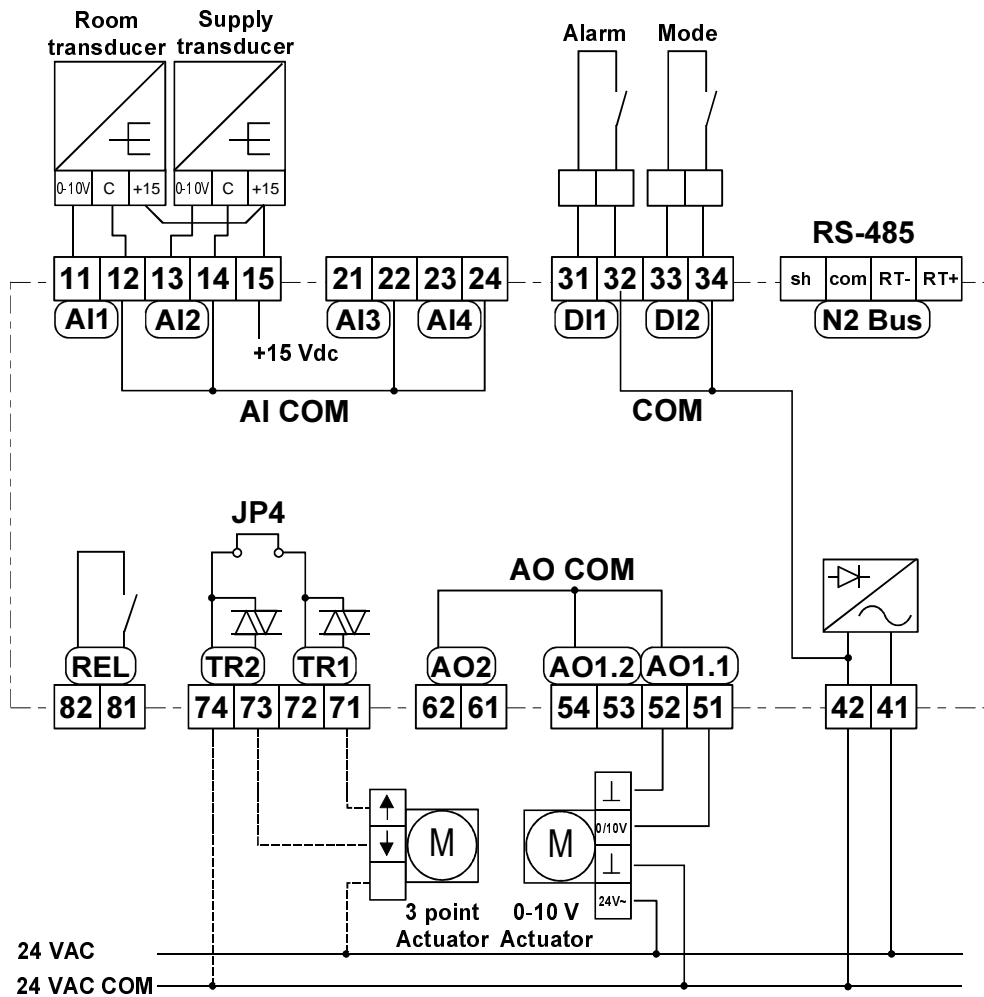 Room transducer
Supply transducer
Alarm
Mode
0-10V C +15
0-10V C +15
RS-485
11 12 13 14 15
21 22 23 24
31 32 33 34
sh com RT- RT+
AI1
AI2
AI3
AI4
DI1
DI2
N2 Bus
+15 Vdc
AI COM
COM
JP4
AO COM
REL
TR2
TR1
AO2
AO1.2
AO1.1
82 81
74 73 72 71
62 61
54 53 52 51
42 41
M
M
⊥
0/10V
⊥
24V~
3 point
Actuator
0-10 V
Actuator
24 VAC
24 VAC COM